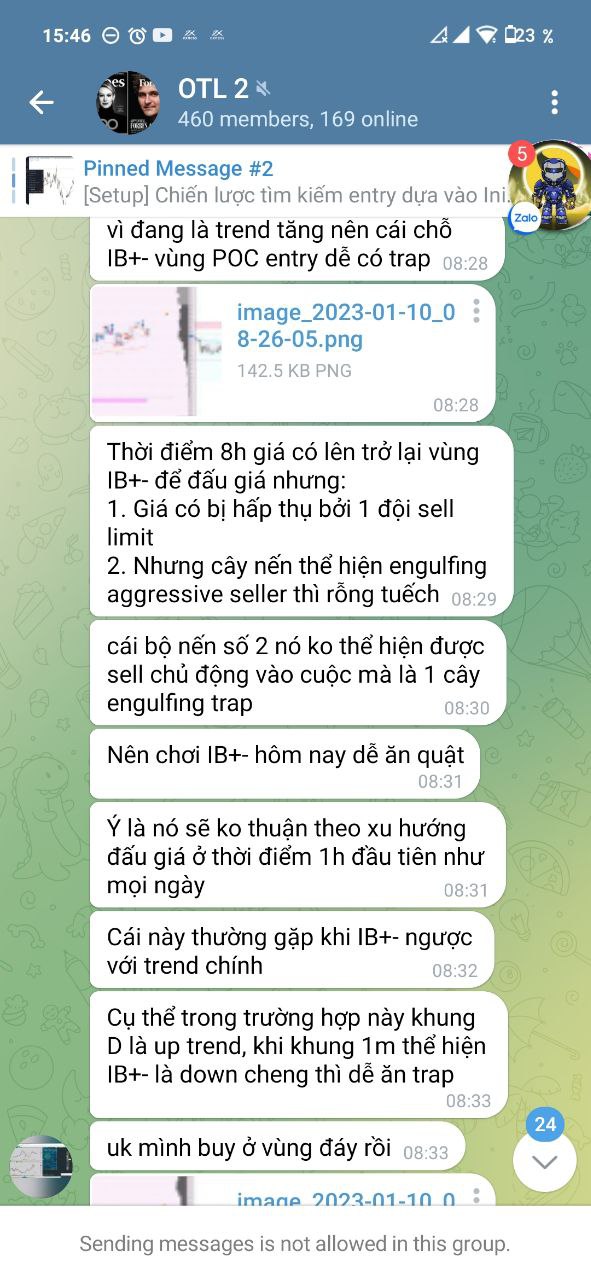 15:46
23 %
OTL 2
460 members, 169 online
Pinned Message #2
[Setup] Chiến lược tìm kiếm entry dựa vào Ini.
5
Zalo
vì đang là trend tăng nên cái chỗ
IB+- vùng POC entry dễ có trap 08:28
image_2023-01-10_0
8-26-05.png
142.5 KB PNG
08:28
Thời điểm 8h giá có lên trở lại vùng
IB+- để đấu giá nhưng:
1. Giá có bị hấp thụ bởi 1 đội sell
limit
2. Nhưng cây nến thể hiện engulfing
aggressive seller thì rỗng tuếch 08:29
cái bộ nến số 2 nó ko thể hiện được
sell chủ động vào cuộc mà là 1 cây
engulfing trap 08:30
Nên chơi IB+- hôm nay dễ ăn quật
08:31
Ý là nó sẽ ko thuận theo xu hướng
đấu giá ở thời điểm 1h đầu tiên như
mọi ngày 08:31
Cái này thường gặp khi IB+- ngược
với trend chính 08:32
Cụ thể trong trường hợp này khung
D là up trend, khi khung 1m thể hiện
IB+- là down cheng thì dễ ăn trap
08:33
uk mình buy ở vùng đáy rồi 08:33
24
image_2023-01-10_0
Sending messages is not allowed in this group.